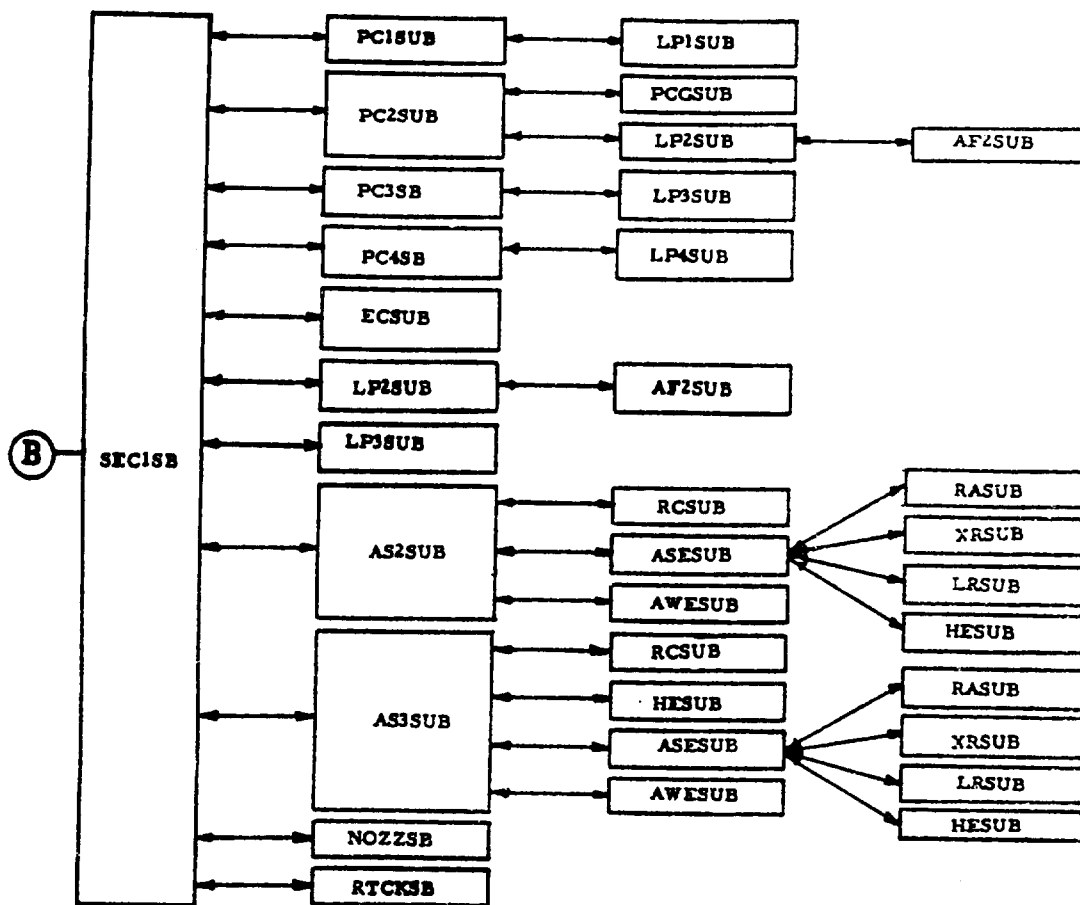 PC1SUB
LP1SUB
PC2SUB
PCGSUB
LP2SUB
AF2SUB
PC3SB
LP3SUB
PC4SB
LP4SUB
ECSUB
LP2SUB
AF2SUB
LP3SUB
B
SEC1SB
AS2SUB
RCSUB
ASESUB
AWESUB
RASUB
XRSUB
LRSUB
HESUB
AS3SUB
RCSUB
HESUB
ASESUB
AWESUB
RASUB
XRSUB
LRSUB
HESUB
NOZZSB
RTCKSB